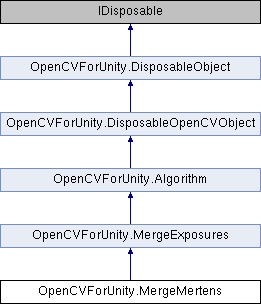 IDisposable
OpenCVForUnity.DisposableObject
OpenCVForUnity.DisposableOpenCVObject
OpenCVForUnity.Algorithm
OpenCVForUnity.MergeExposures
OpenCVForUnity.MergeMertens